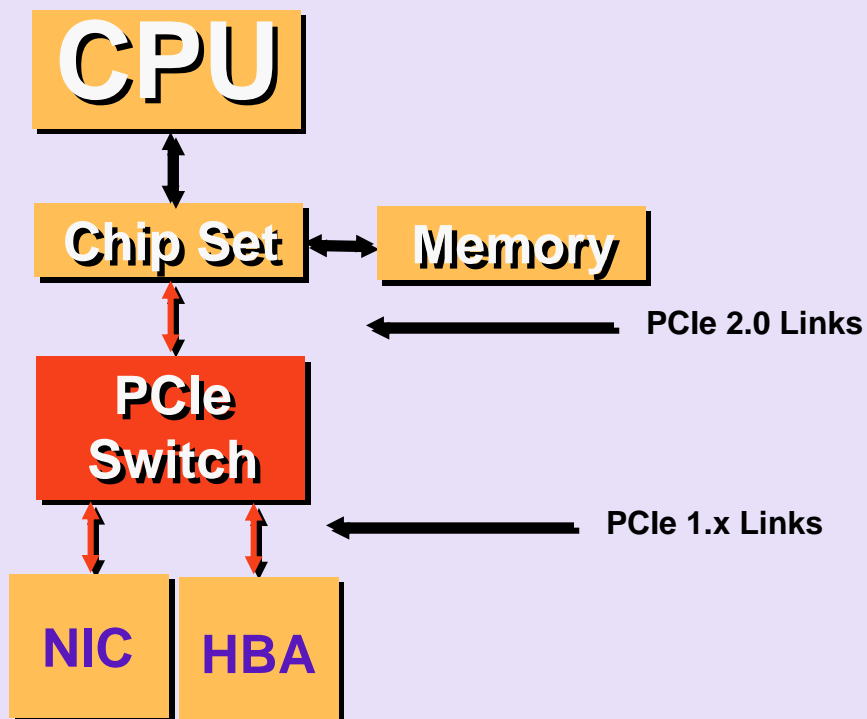 CPU
Chip Set
Memory
PCIe 2.0 Links
PCIe
Switch
PCIe 1.x Links
NIC
HBA